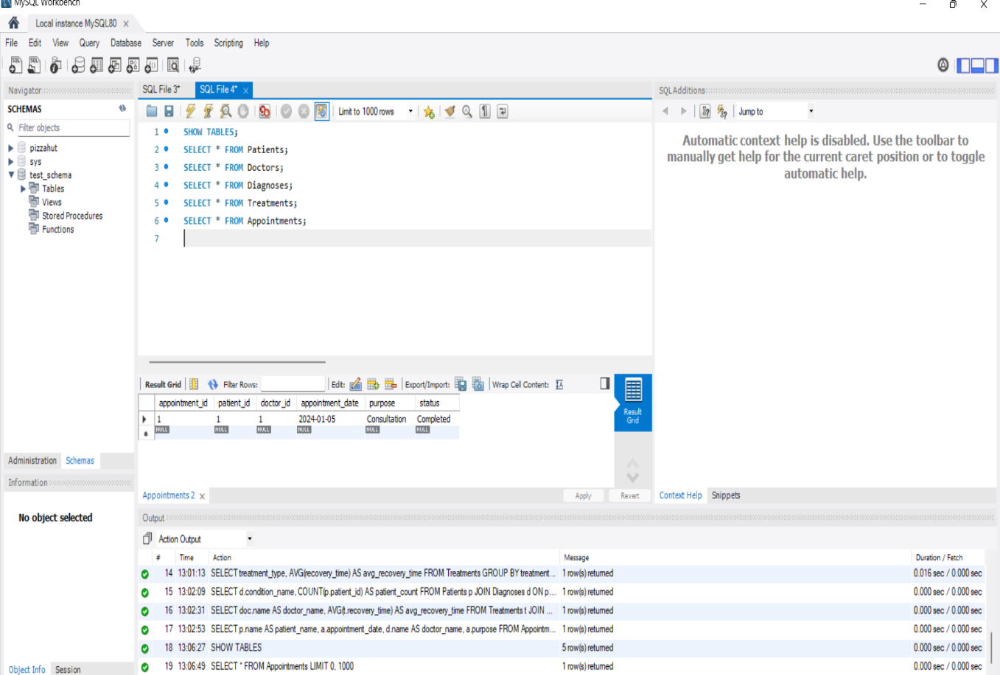 MySQL Workbench
Local instance MySQL80 x
File Edit View Query Database Server Tools Scripting Help
Navigator
SCHEMAS
Filter objects
pizzahut
sys
test_schema
Tables
Views
Stored Procedures
Functions
Administration Schemas
Information
No object selected
Object Info Session
SQL File 3* SQL File 4* x
Limit to 1000 rows
1 SHOW TABLES;
2 SELECT * FROM Patients;
3 SELECT * FROM Doctors;
4 SELECT * FROM Diagnoses;
5 SELECT * FROM Treatments;
6 SELECT * FROM Appointments;
7
Result Grid Filter Rows: Edit: Export/Import: Wrap Cell Content:
appointment_id patient_id doctor_id appointment_date purpose status
1 1 1 2024-01-05 Consultation Completed
NULL NULL NULL NULL NULL NULL
Result
Grid
Appointments 2 x Apply Revert
SQLAdditions
Jump to
Automatic context help is disabled. Use the toolbar to
manually get help for the current caret position or to toggle
automatic help.
Context Help Snippets
Output
Action Output
# Time Action Message Duration / Fetch
14 13:01:13 SELECT treatment_type, AVG(recovery_time) AS avg_recovery_time FROM Treatments GROUP BY treatment... 1 row(s) returned 0.016 sec / 0.000 sec
15 13:02:09 SELECT d.condition_name, COUNT(p.patient_id) AS patient_count FROM Patients p JOIN Diagnoses d ON p.... 1 row(s) returned 0.000 sec / 0.000 sec
16 13:02:31 SELECT doc.name AS doctor_name, AVG(t.recovery_time) AS avg_recovery_time FROM Treatments t JOIN ... 1 row(s) returned 0.000 sec / 0.000 sec
17 13:02:53 SELECT p.name AS patient_name, a.appointment_date, d.name AS doctor_name, a.purpose FROM Appointm... 1 row(s) returned 0.000 sec / 0.000 sec
18 13:06:27 SHOW TABLES 5 row(s) returned 0.000 sec / 0.000 sec
19 13:06:49 SELECT * FROM Appointments LIMIT 0, 1000 1 row(s) returned 0.000 sec / 0.000 sec